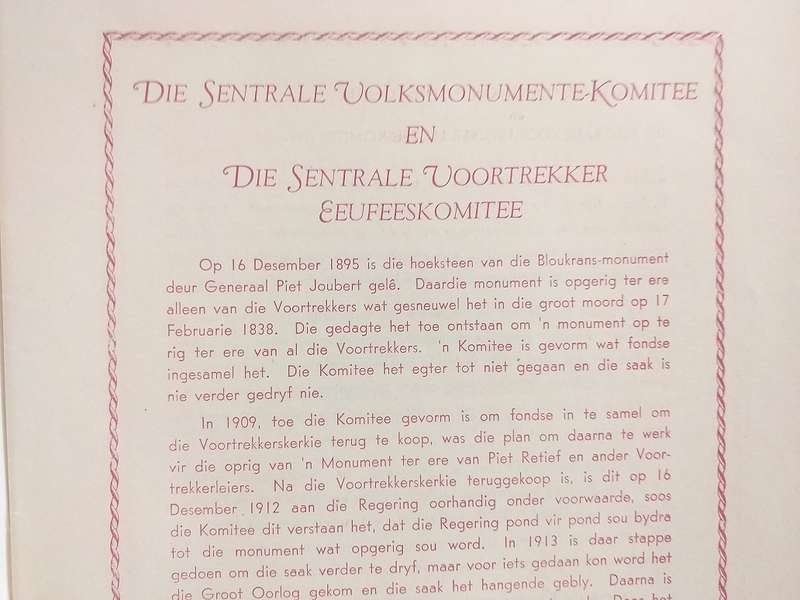 DIE SENTRALE VOLKSMONUMENTE-KOMITEE
EN
DIE SENTRALE VOORTREKKER
EEUFEESKOMITEE
Op 16 Desember 1895 is die hoeksteen van die Bloukrans-monument
deur Generaal Piet Joubert gelê. Daardie monument is opgerig ter ere
alleen van die Voortrekkers wat gesneuwel het in die groot moord op 17
Februarie 1838. Die gedagte het toe ontstaan om 'n monument op te
rig ter ere van al die Voortrekkers. 'n Komitee is gevorm wat fondse
ingesamel het. Die Komitee het egter tot niet gegaan en die saak is
nie verder gedryf nie.
In 1909, toe die Komitee gevorm is om fondse in te samel om
die Voortrekkerskerkie terug te koop, was die plan om daarna te werk
vir die oprig van 'n Monument ter ere van Piet Retief en ander Voor-
trekkerleiers. Na die Voortrekkerskerkie teruggekoop is, is dit op 16
Desember 1912 aan die Regering oorhandig onder voorwaarde, soos
die Komitee dit verstaan het, dat die Regering pond vir pond sou bydra
tot die monument wat opgerig sou word. In 1913 is daar stappe
gedoen om die saak verder te dryf, maar voor iets gedaan kon word het
die Groot Oorlog gekom en die saak het hangende gebly. Daarna is